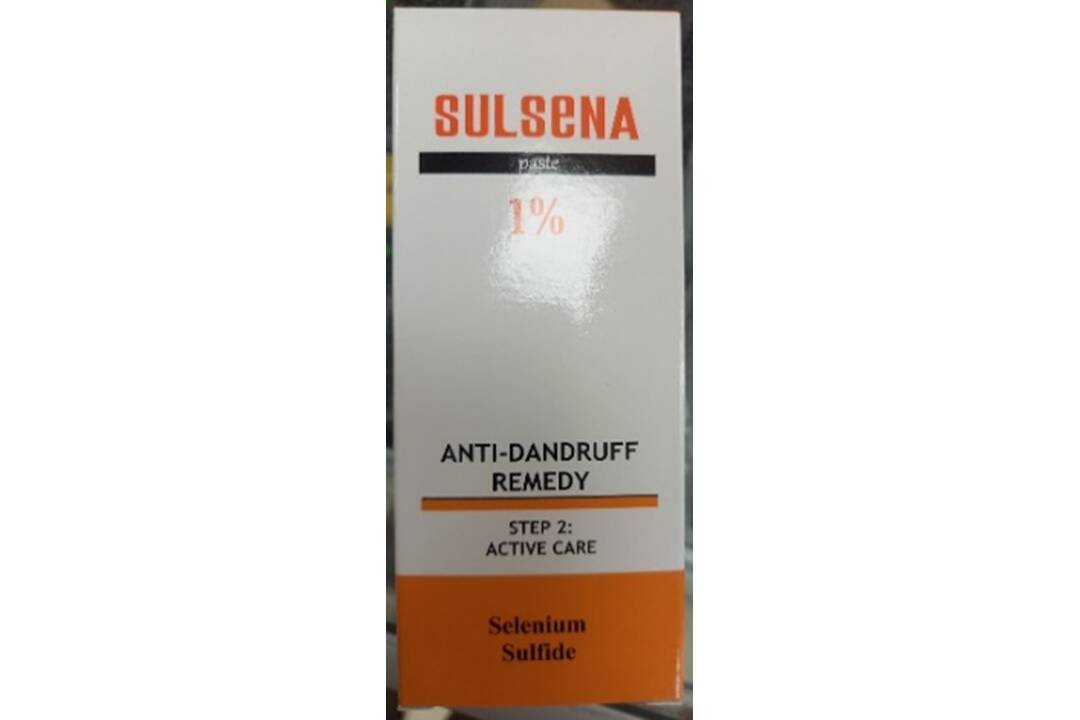 SULSeNA
paste
1%
ANTI-DANDRUFF
REMEDY
STEP 2:
ACTIVE CARE
Selenium
Sulfide